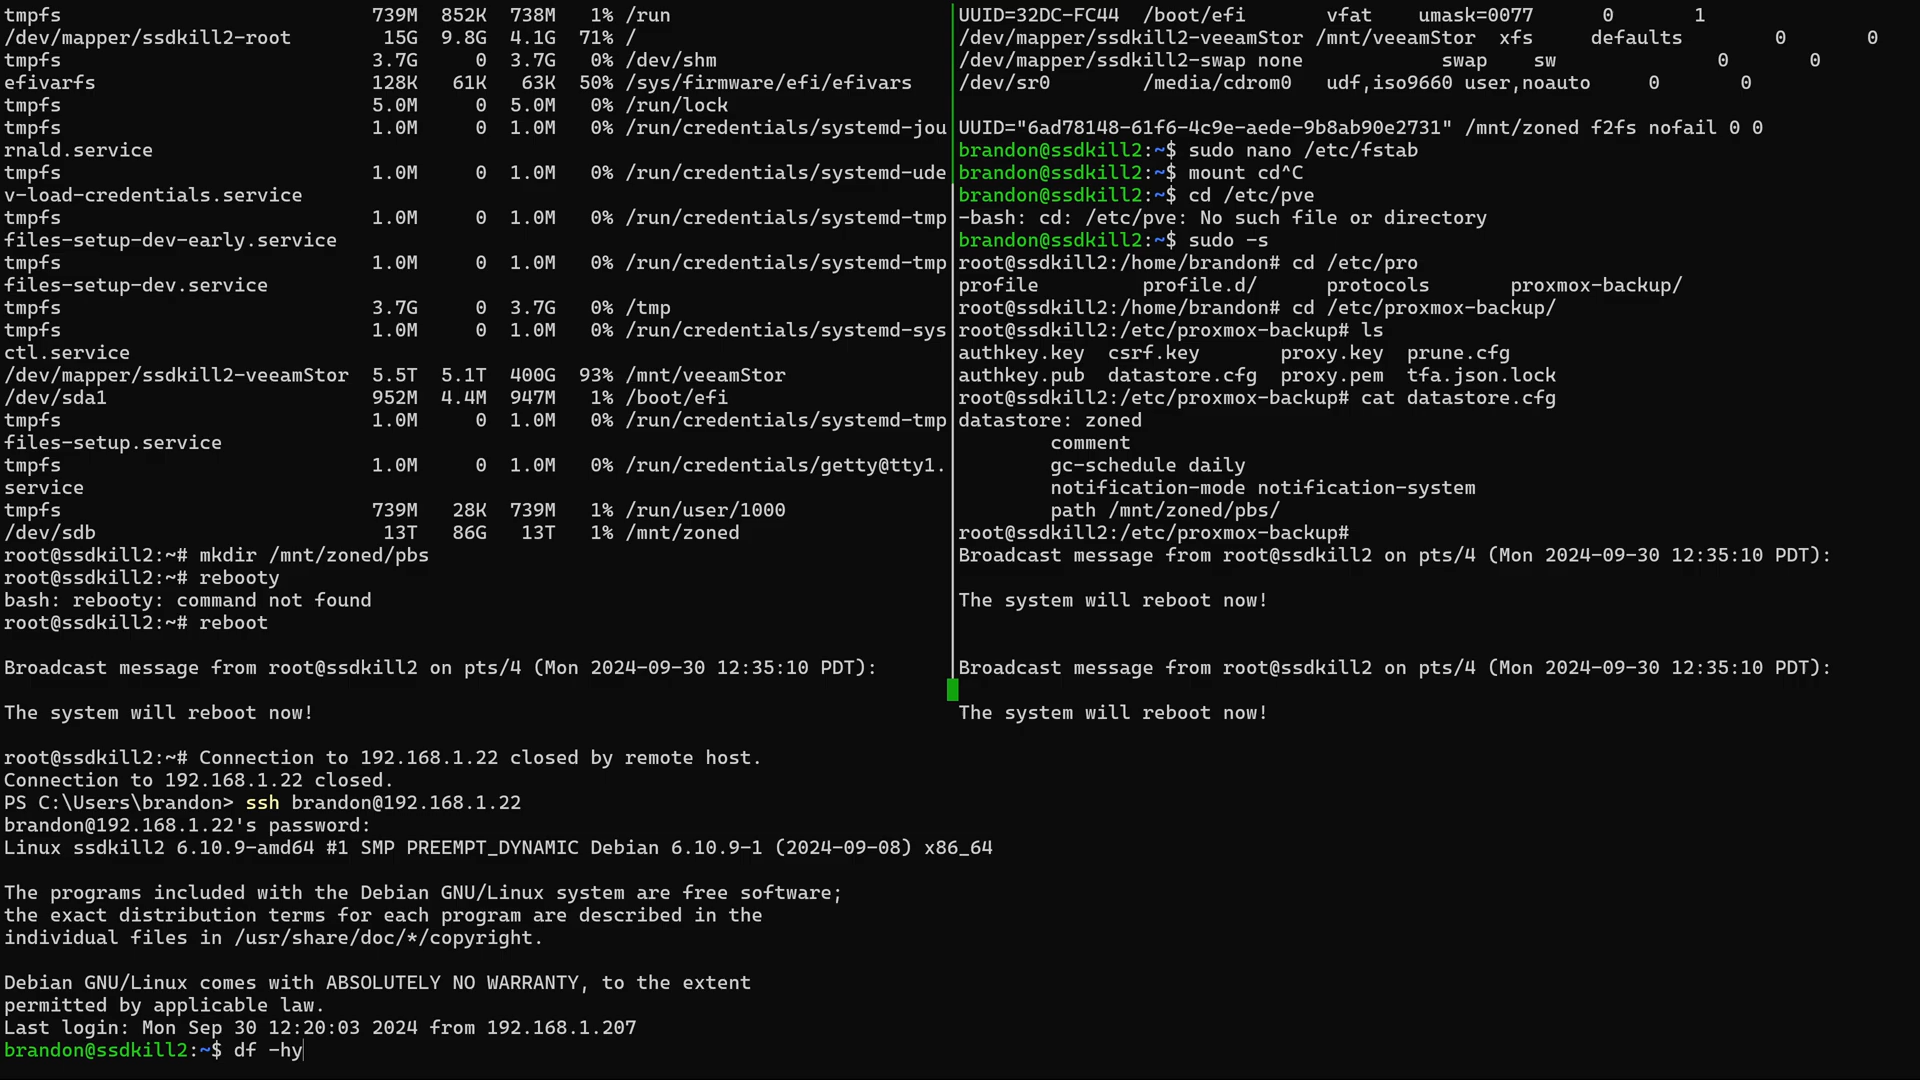 tmpfs                           739M  852K  738M   1% /run
/dev/mapper/ssdkill2-root        15G  9.8G  4.1G  71% /
tmpfs                           3.7G     0  3.7G   0% /dev/shm
efivarfs                        128K   61K   63K  50% /sys/firmware/efi/efivars
tmpfs                           5.0M     0  5.0M   0% /run/lock
tmpfs                           1.0M     0  1.0M   0% /run/credentials/systemd-jou
rnald.service
tmpfs                           1.0M     0  1.0M   0% /run/credentials/systemd-ude
v-load-credentials.service
tmpfs                           1.0M     0  1.0M   0% /run/credentials/systemd-tmp
files-setup-dev-early.service
tmpfs                           1.0M     0  1.0M   0% /run/credentials/systemd-tmp
files-setup-dev.service
tmpfs                           3.7G     0  3.7G   0% /tmp
tmpfs                           1.0M     0  1.0M   0% /run/credentials/systemd-sys
ctl.service
/dev/mapper/ssdkill2-veeamStor  5.5T  5.1T  400G  93% /mnt/veeamStor
/dev/sda1                       952M  4.4M  947M   1% /boot/efi
tmpfs                           1.0M     0  1.0M   0% /run/credentials/systemd-tmp
files-setup.service
tmpfs                           1.0M     0  1.0M   0% /run/credentials/getty@tty1.
service
tmpfs                           739M   28K  739M   1% /run/user/1000
/dev/sdb                         13T   86G   13T   1% /mnt/zoned
root@ssdkill2:~# mkdir /mnt/zoned/pbs
root@ssdkill2:~# rebooty
bash: rebooty: command not found
root@ssdkill2:~# reboot
Broadcast message from root@ssdkill2 on pts/4 (Mon 2024-09-30 12:35:10 PDT):
The system will reboot now!
UUID=32DC-FC44  /boot/efi       vfat    umask=0077      0       1
/dev/mapper/ssdkill2-veeamStor /mnt/veeamStor  xfs     defaults        0       0
/dev/mapper/ssdkill2-swap none            swap    sw              0       0
/dev/sr0        /media/cdrom0   udf,iso9660 user,noauto     0       0
UUID="6ad78148-61f6-4c9e-aede-9b8ab90e2731" /mnt/zoned f2fs nofail 0 0
brandon@ssdkill2:~$ sudo nano /etc/fstab
brandon@ssdkill2:~$ mount cd^C
brandon@ssdkill2:~$ cd /etc/pve
-bash: cd: /etc/pve: No such file or directory
brandon@ssdkill2:~$ sudo -s
root@ssdkill2:/home/brandon# cd /etc/pro
profile         profile.d/      protocols       proxmox-backup/
root@ssdkill2:/home/brandon# cd /etc/proxmox-backup/
root@ssdkill2:/etc/proxmox-backup# ls
authkey.key  csrf.key       proxy.key  prune.cfg
authkey.pub  datastore.cfg  proxy.pem  tfa.json.lock
root@ssdkill2:/etc/proxmox-backup# cat datastore.cfg
datastore: zoned
        comment
        gc-schedule daily
        notification-mode notification-system
        path /mnt/zoned/pbs/
root@ssdkill2:/etc/proxmox-backup#
Broadcast message from root@ssdkill2 on pts/4 (Mon 2024-09-30 12:35:10 PDT):
The system will reboot now!
Broadcast message from root@ssdkill2 on pts/4 (Mon 2024-09-30 12:35:10 PDT):
The system will reboot now!
root@ssdkill2:~# Connection to 192.168.1.22 closed by remote host.
Connection to 192.168.1.22 closed.
PS C:\Users\brandon> ssh brandon@192.168.1.22
brandon@192.168.1.22's password:
Linux ssdkill2 6.10.9-amd64 #1 SMP PREEMPT_DYNAMIC Debian 6.10.9-1 (2024-09-08) x86_64
The programs included with the Debian GNU/Linux system are free software;
the exact distribution terms for each program are described in the
individual files in /usr/share/doc/*/copyright.
Debian GNU/Linux comes with ABSOLUTELY NO WARRANTY, to the extent
permitted by applicable law.
Last login: Mon Sep 30 12:20:03 2024 from 192.168.1.207
brandon@ssdkill2:~$ df -hy